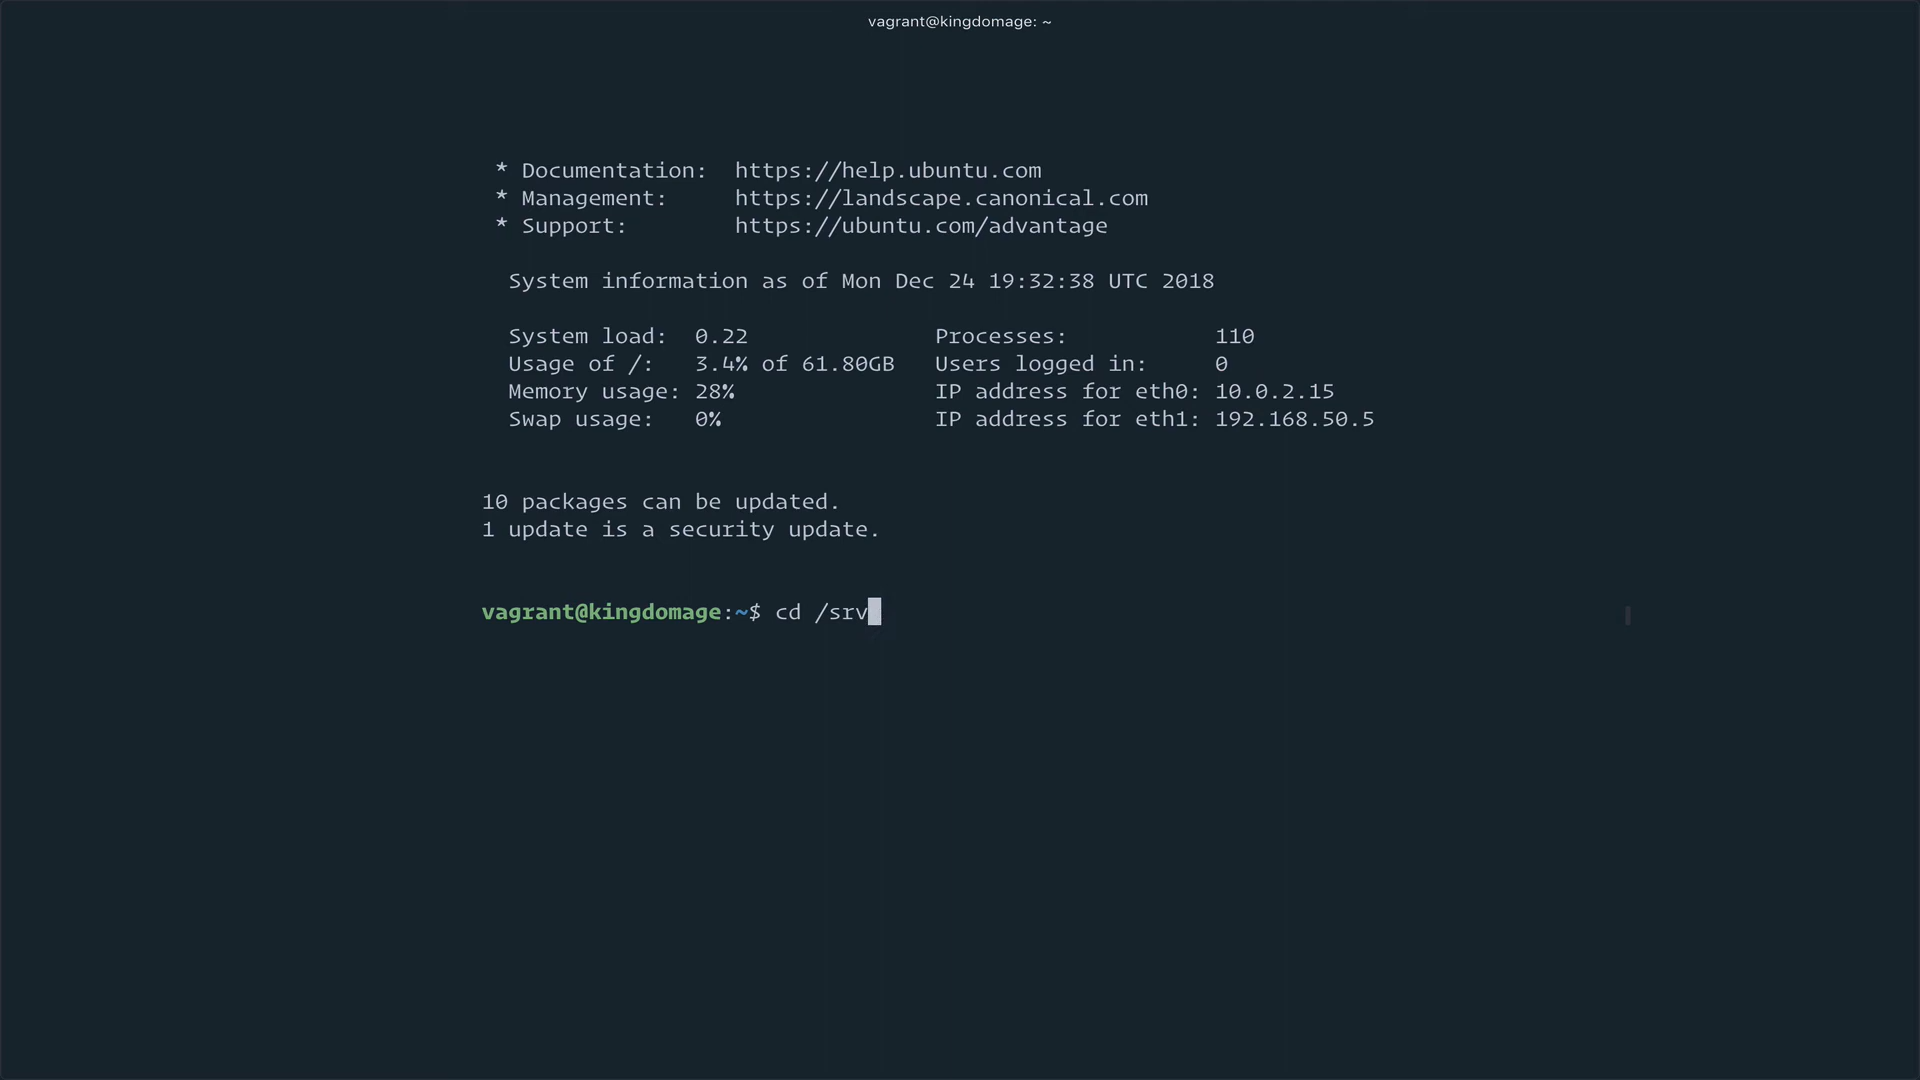 vagrant@kingdomage: ~
* Documentation: https://help.ubuntu.com
* Management: https://landscape.canonical.com
* Support: https://ubuntu.com/advantage
System information as of Mon Dec 24 19:32:38 UTC 2018
System load: 0.22 Processes: 110
Usage of /: 3.4% of 61.80GB Users logged in: 0
Memory usage: 28% IP address for eth0: 10.0.2.15
Swap usage: 0% IP address for eth1: 192.168.50.5
10 packages can be updated.
1 update is a security update.
vagrant@kingdomage:~$ cd /srv